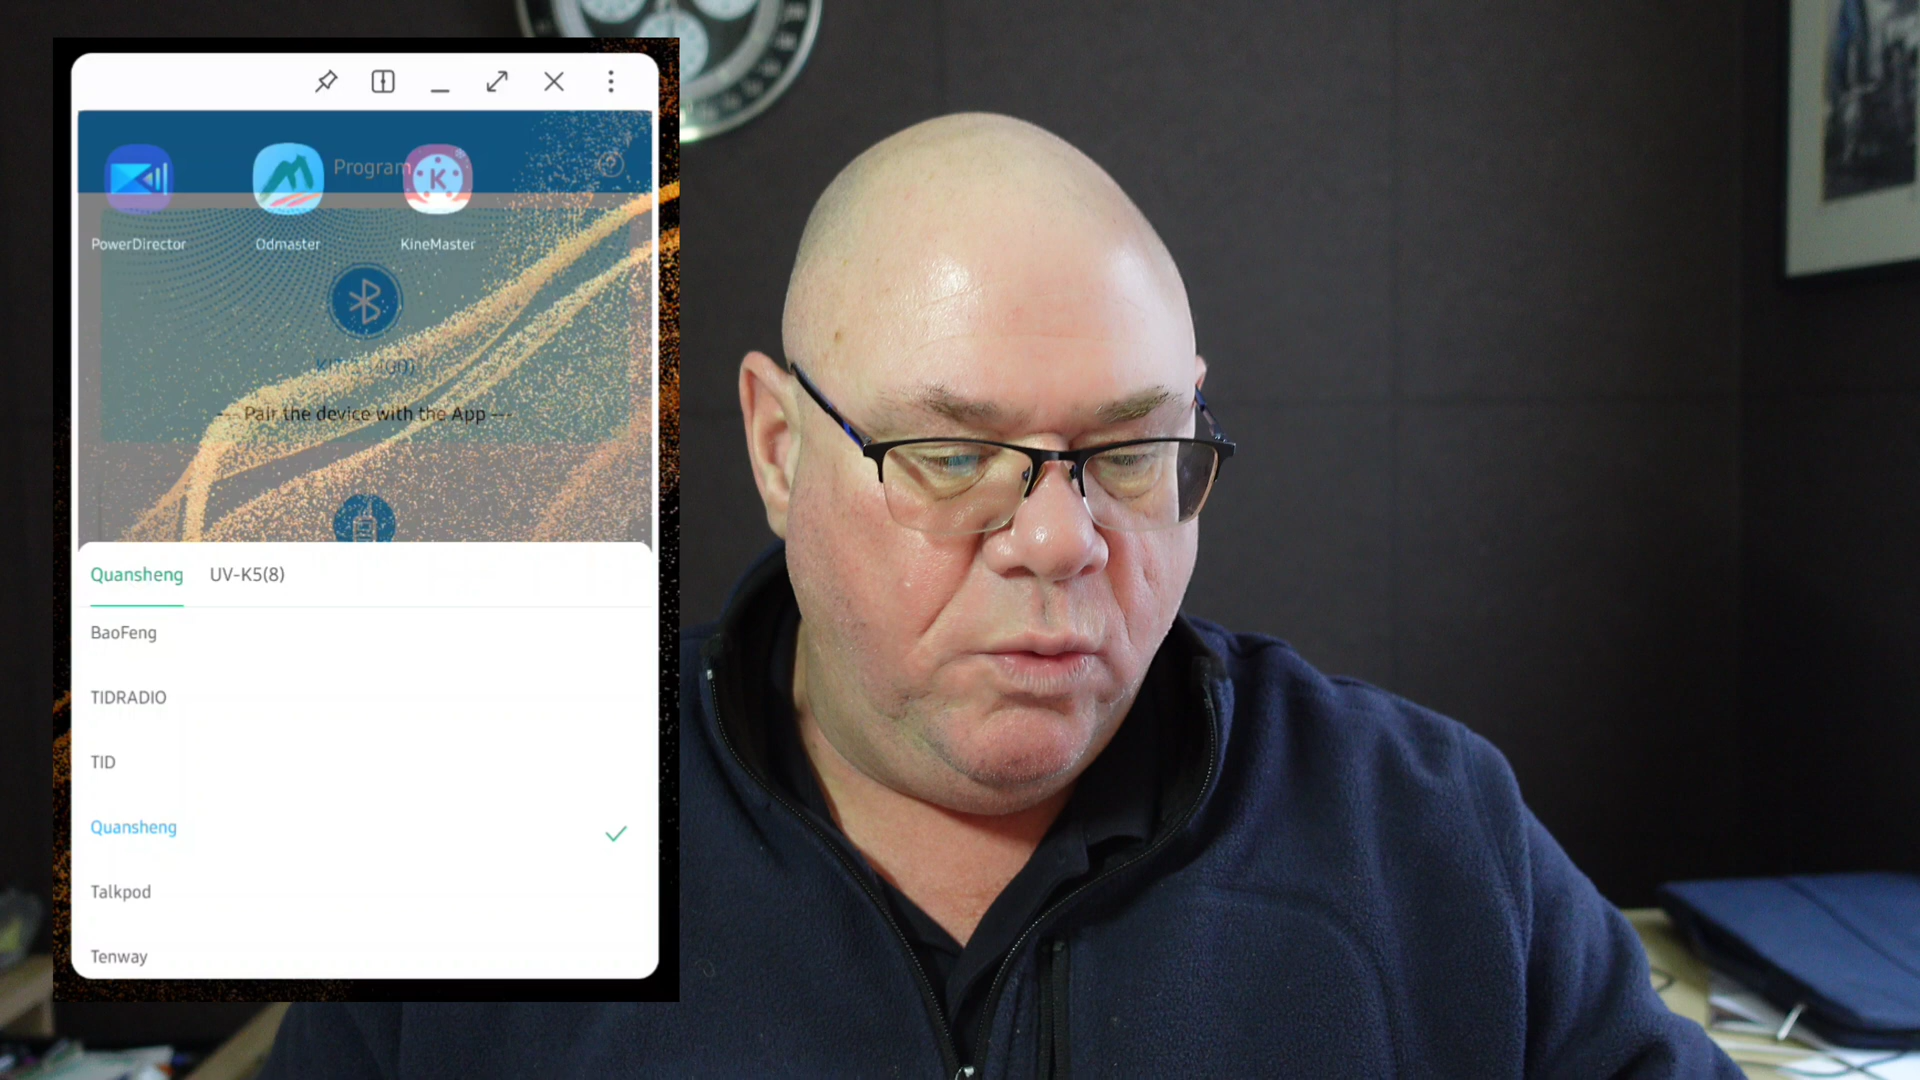 Program
PowerDirector Odmaster KineMaster
--- Pair the device with the App ---
Quansheng UV-K5(8)
BaoFeng
TIDRADIO
TID
Quansheng
Talkpod
Tenway